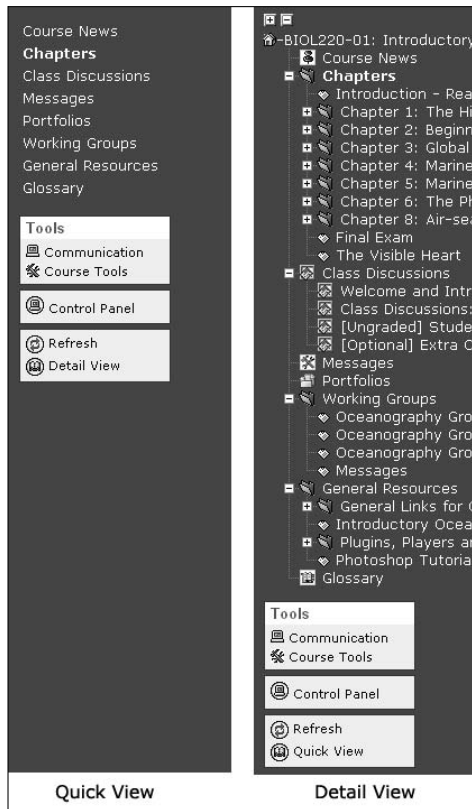 Course News
Chapters
Class Discussions
Messages
Portfolios
Working Groups
General Resources
Glossary
Tools
Communication
Course Tools
Control Panel
Refresh
Detail View
Quick View
BIOL220-01: Introductory
Course News
Chapters
Introduction - Rea
Chapter 1: The Hi
Chapter 2: Beginn
Chapter 3: Global
Chapter 4: Marine
Chapter 5: Marine
Chapter 6: The Ph
Chapter 8: Air-sea
Final Exam
The Visible Heart
Class Discussions
Welcome and Intr
Class Discussions:
[Ungraded] Stude
[Optional] Extra C
Messages
Portfolios
Working Groups
Oceanography Gro
Oceanography Gro
Oceanography Gro
Messages
General Resources
General Links for
Introductory Ocea
Plugins, Players a
Photoshop Tutoria
Glossary
Tools
Communication
Course Tools
Control Panel
Refresh
Quick View
Detail View